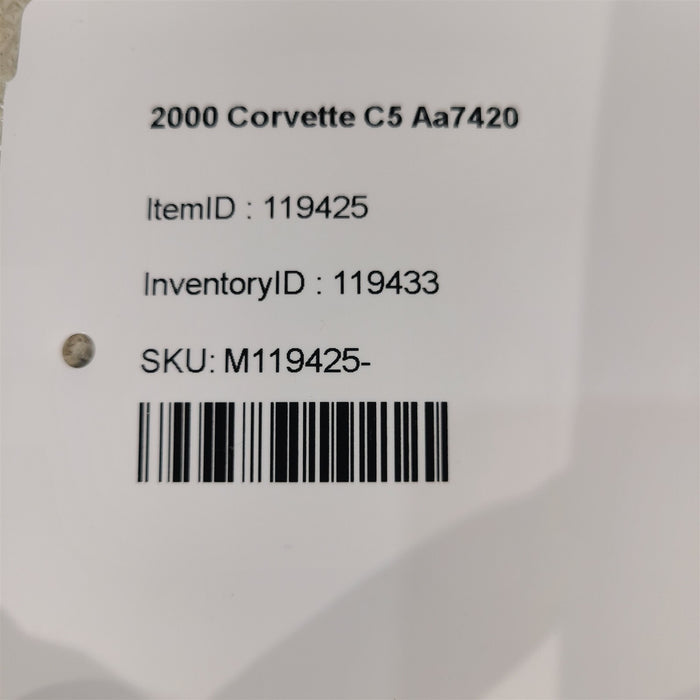 2000 Corvette C5 Aa7420
ItemID : 119425
InventoryID : 119433
SKU: M119425-